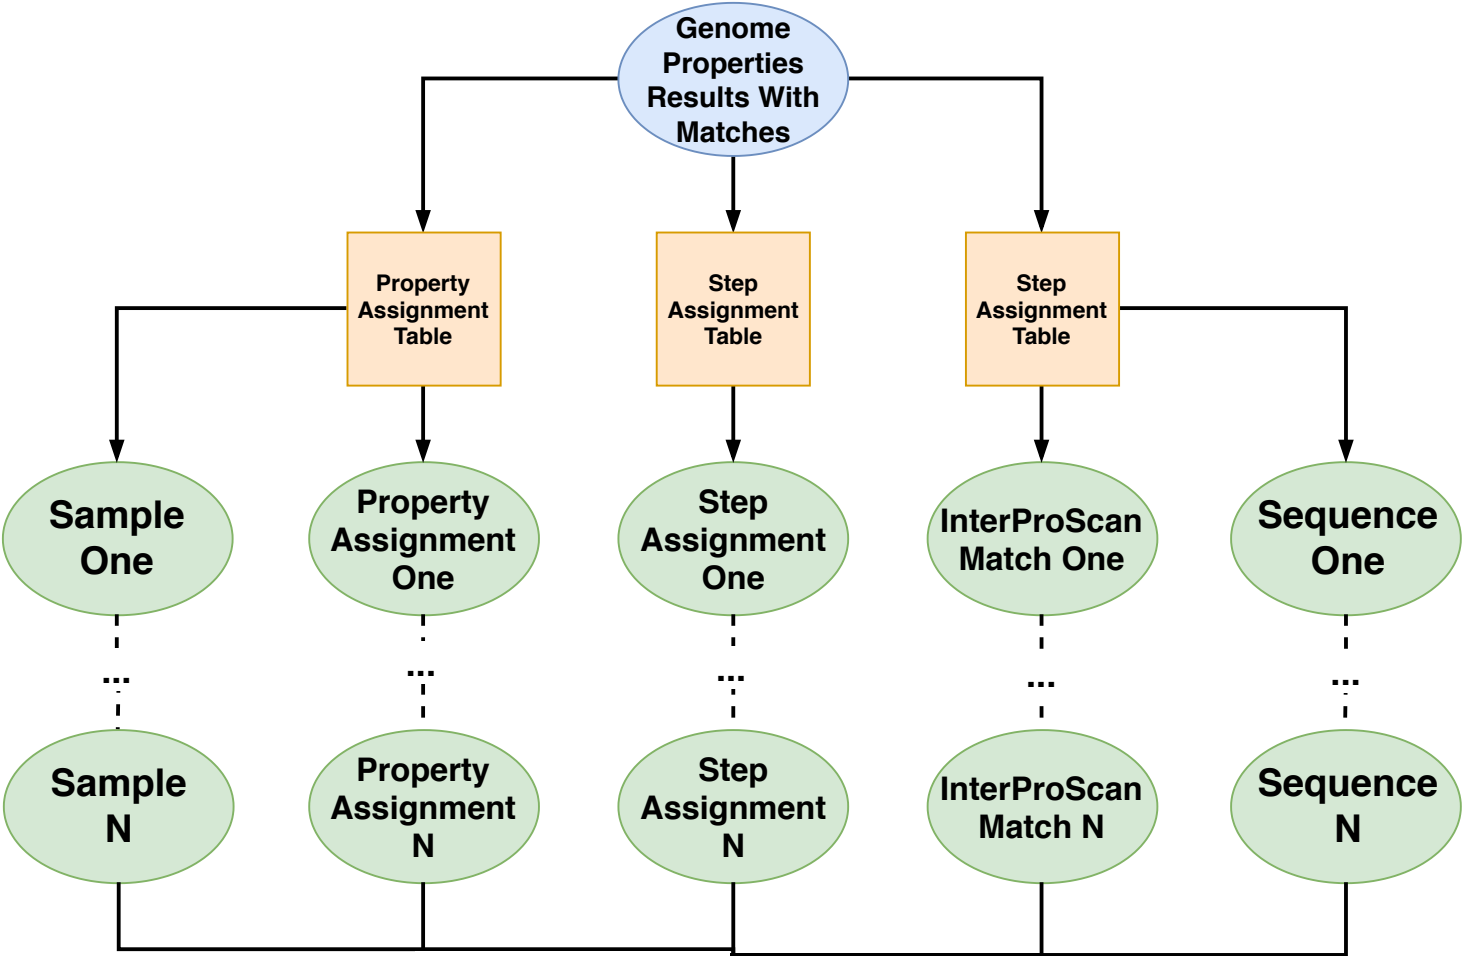 Genome
Properties
Results With
Matches
Property
Assignment
Table
Step
Assignment
Table
Step
Assignment
Table
Sample
One
Property
Assignment
One
Step
Assignment
One
InterProScan
Match One
Sequence
One
...
...
...
...
...
Sample
N
Property
Assignment
N
Step
Assignment
N
InterProScan
Match N
Sequence
N